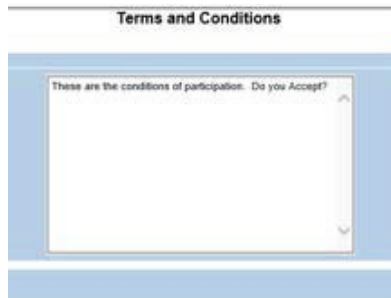 Terms and Conditions
These are the conditions of participation. Do you Accept?